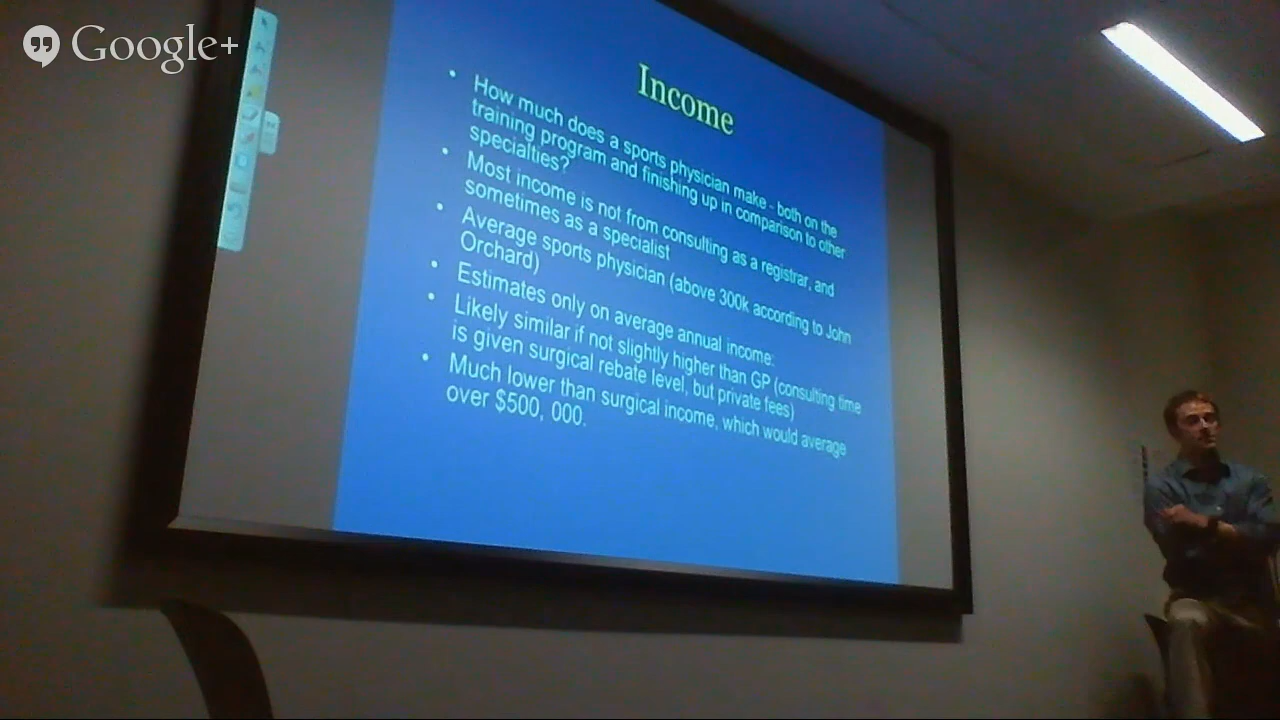 Google+
Income
• How much does a sports physician make - both on the
training program and finishing up in comparison to other
specialties?
• Most income is not from consulting as a registrar, and
sometimes as a specialist
• Average sports physician (above 300k according to John
Orchard)
• Estimates only on average annual income:
• Likely similar if not slightly higher than GP (consulting time
is given surgical rebate level, but private fees)
• Much lower than surgical income, which would average
over $500, 000.